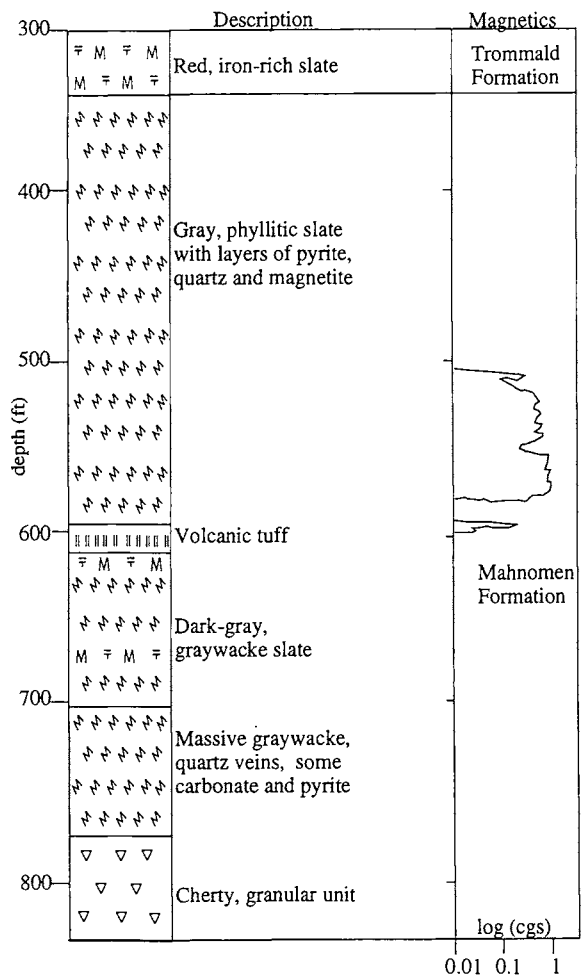 Description
Magnetics
300
Red, iron-rich slate
Trommald
Formation
400
Gray, phyllitic slate
with layers of pyrite,
quartz and magnetite
500
depth (ft)
600
Volcanic tuff
Mahnomen
Formation
Dark-gray,
graywacke slate
700
Massive graywacke,
quartz veins, some
carbonate and pyrite
800
Cherty, granular unit
log (cgs)
0.01 0.1 1